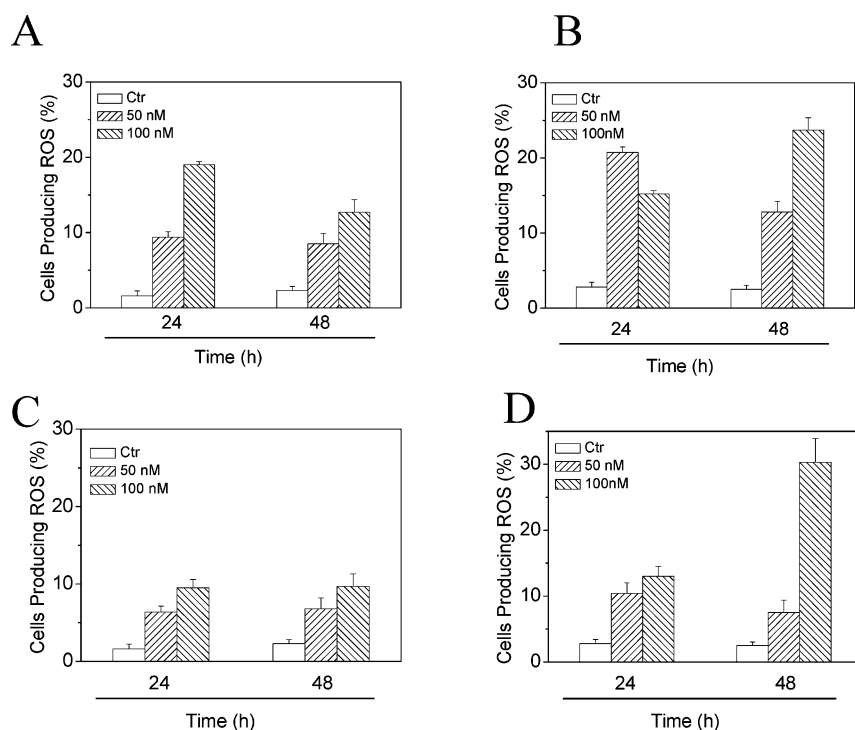 A
Cells Producing ROS (%)
30
20
10
0
Ctr
50 nM
100 nM
24
48
Time (h)
B
Cells Producing ROS (%)
30
20
10
0
Ctr
50 nM
100nM
24
48
Time (h)
C
Cells Producing ROS (%)
30
20
10
0
Ctr
50 nM
100 nM
24
48
Time (h)
D
Cells Producing ROS (%)
30
20
10
0
Ctr
50 nM
100nM
24
48
Time (h)